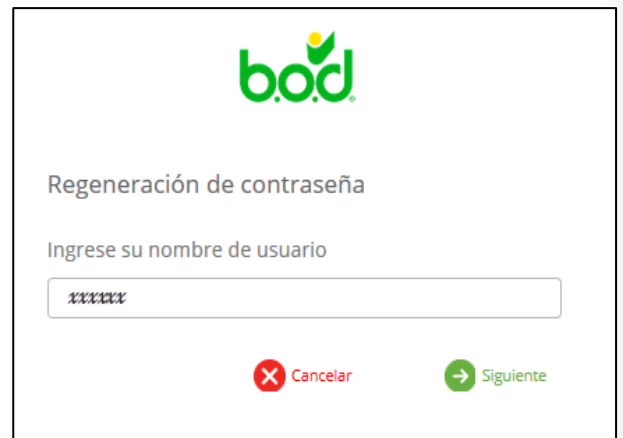 b.o.d.
Regeneración de contraseña
Ingrese su nombre de usuario
xxxxxx
Cancelar Siguiente